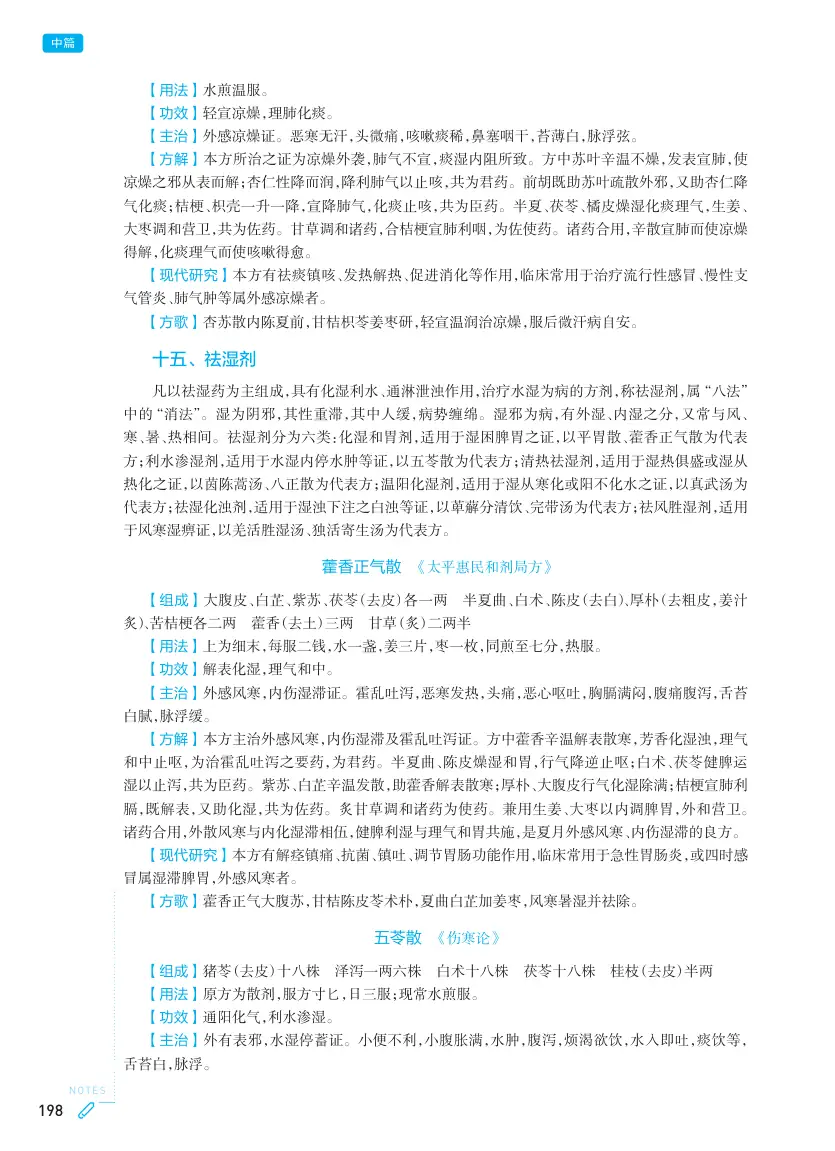 中篇
【用法】水煎温服。
【功效】轻宣凉燥,理肺化痰。
【主治】外感凉燥证。恶寒无汗,头微痛,咳嗽痰稀,鼻塞咽干,苔薄白,脉浮弦。
【方解】本方所治之证为凉燥外袭,肺气不宣,痰湿内阻所致。方中苏叶辛温不燥,发表宣肺,使
凉燥之邪从表而解;杏仁性降而润,降利肺气以止咳,共为君药。前胡既助苏叶疏散外邪,又助杏仁降
气化痰;桔梗、枳壳一升一降,宣降肺气,化痰止咳,共为臣药。半夏、茯苓、橘皮燥湿化痰理气,生姜、
大枣调和营卫,共为佐药。甘草调和诸药,合桔梗宣肺利咽,为佐使药。诸药合用,辛散宣肺而使凉燥
得解,化痰理气而使咳嗽得愈。
【现代研究】本方有祛痰镇咳、发热解热、促进消化等作用,临床常用于治疗流行性感冒、慢性支
气管炎、肺气肿等属外感凉燥者。
【方歌】杏苏散内陈夏前,甘桔枳苓姜枣研,轻宣温润治凉燥,服后微汗病自安。
十五、祛湿剂
凡以祛湿药为主组成,具有化湿利水、通淋泄浊作用,治疗水湿为病的方剂,称祛湿剂,属“八法”
中的“消法”。湿为阴邪,其性重滞,其中人缓,病势缠绵。湿邪为病,有外湿、内湿之分,又常与风、
寒、暑、热相间。祛湿剂分为六类:化湿和胃剂,适用于湿困脾胃之证,以平胃散、藿香正气散为代表
方;利水渗湿剂,适用于水湿内停水肿等证,以五苓散为代表方;清热祛湿剂,适用于湿热俱盛或湿从
热化之证,以茵陈蒿汤、八正散为代表方;温阳化湿剂,适用于湿从寒化或阳不化水之证,以真武汤为
代表方;祛湿化浊剂,适用于湿浊下注之白浊等证,以萆薢分清饮、完带汤为代表方;祛风胜湿剂,适用
于风寒湿痹证,以羌活胜湿汤、独活寄生汤为代表方。
藿香正气散 《太平惠民和剂局方》
【组成】大腹皮、白芷、紫苏、茯苓(去皮)各一两 半夏曲、白术、陈皮(去白)、厚朴(去粗皮,姜汁
炙)、苦桔梗各二两 藿香(去土)三两 甘草(炙)二两半
【用法】上为细末,每服二钱,水一盏,姜三片,枣一枚,同煎至七分,热服。
【功效】解表化湿,理气和中。
【主治】外感风寒,内伤湿滞证。霍乱吐泻,恶寒发热,头痛,恶心呕吐,胸膈满闷,腹痛腹泻,舌苔
白腻,脉浮缓。
【方解】本方主治外感风寒,内伤湿滞及霍乱吐泻证。方中藿香辛温解表散寒,芳香化湿浊,理气
和中止呕,为治霍乱吐泻之要药,为君药。半夏曲、陈皮燥湿和胃,行气降逆止呕;白术、茯苓健脾运
湿以止泻,共为臣药。紫苏、白芷辛温发散,助藿香解表散寒;厚朴、大腹皮行气化湿除满;桔梗宣肺利
膈,既解表,又助化湿,共为佐药。炙甘草调和诸药为使药。兼用生姜、大枣以内调脾胃,外和营卫。
诸药合用,外散风寒与内化湿滞相伍,健脾利湿与理气和胃共施,是夏月外感风寒、内伤湿滞的良方。
【现代研究】本方有解痉镇痛、抗菌、镇吐、调节胃肠功能作用,临床常用于急性胃肠炎,或四时感
冒属湿滞脾胃,外感风寒者。
【方歌】藿香正气大腹苏,甘桔陈皮苓术朴,夏曲白芷加姜枣,风寒暑湿并祛除。
五苓散 《伤寒论》
【组成】猪苓(去皮)十八株 泽泻一两六株 白术十八株 茯苓十八株 桂枝(去皮)半两
【用法】原方为散剂,服方寸匕,日三服;现常水煎服。
【功效】通阳化气,利水渗湿。
【主治】外有表邪,水湿停蓄证。小便不利,小腹胀满,水肿,腹泻,烦渴欲饮,水入即吐,痰饮等,
舌苔白,脉浮。
NOTES
198